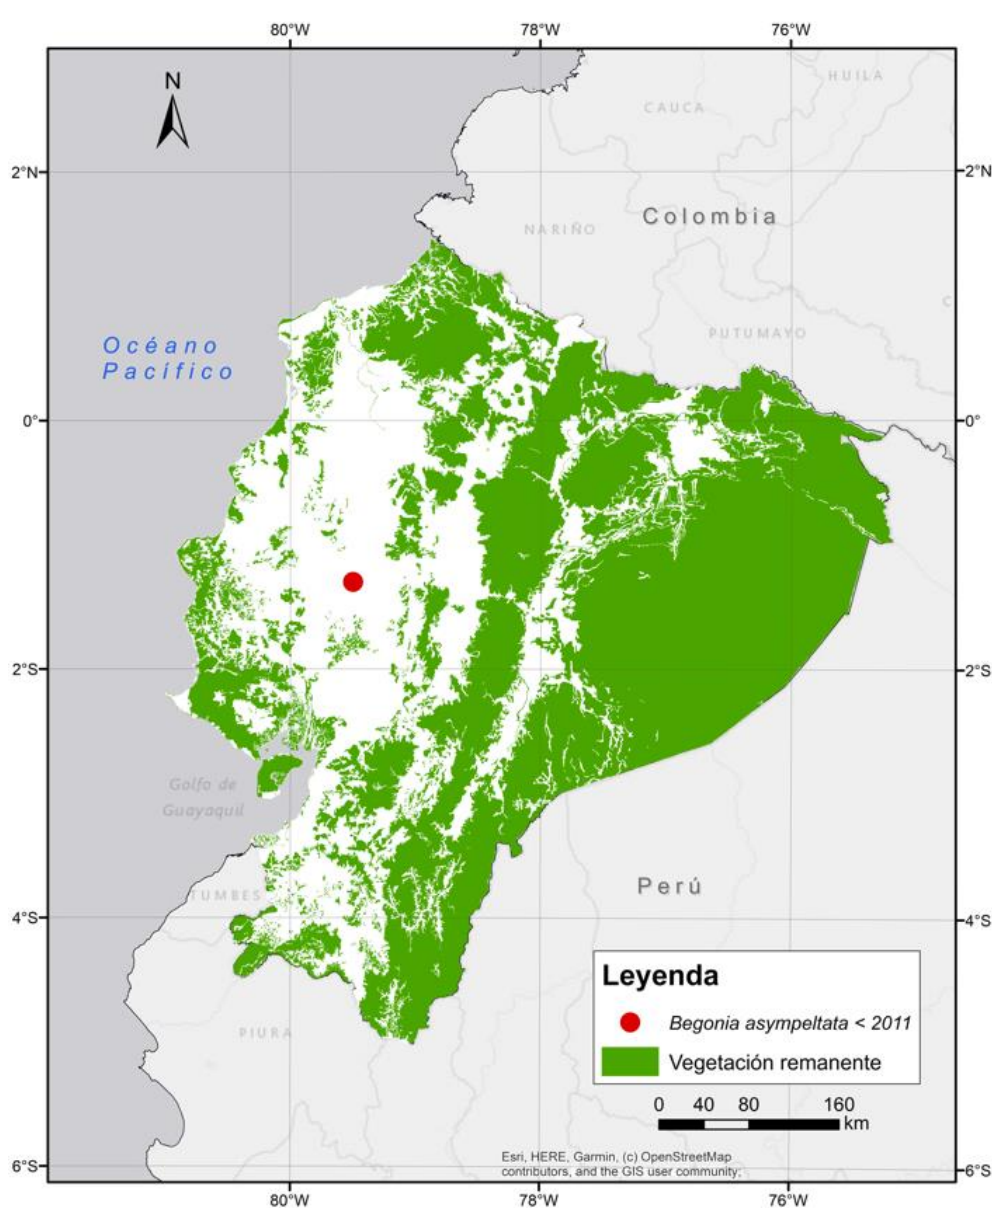 80°W
78°W
76°W
N
HUILA
CAUCA
2°N
2°N
Colombia
NARIÑO
PUTUMAYO
C
Océano
Pacífico
0°
0°
2°S
2°S
Golfo de
Guayaquil
Perú
TUMBES
4°S
4°S
Leyenda
Begonia asympeltata < 2011
PIURA
Vegetación remanente
0 40 80 160
km
Esri, HERE, Garmin, (c) OpenStreetMap
contributors, and the GIS user community;
6°S
6°S
80°W
78°W
76°W